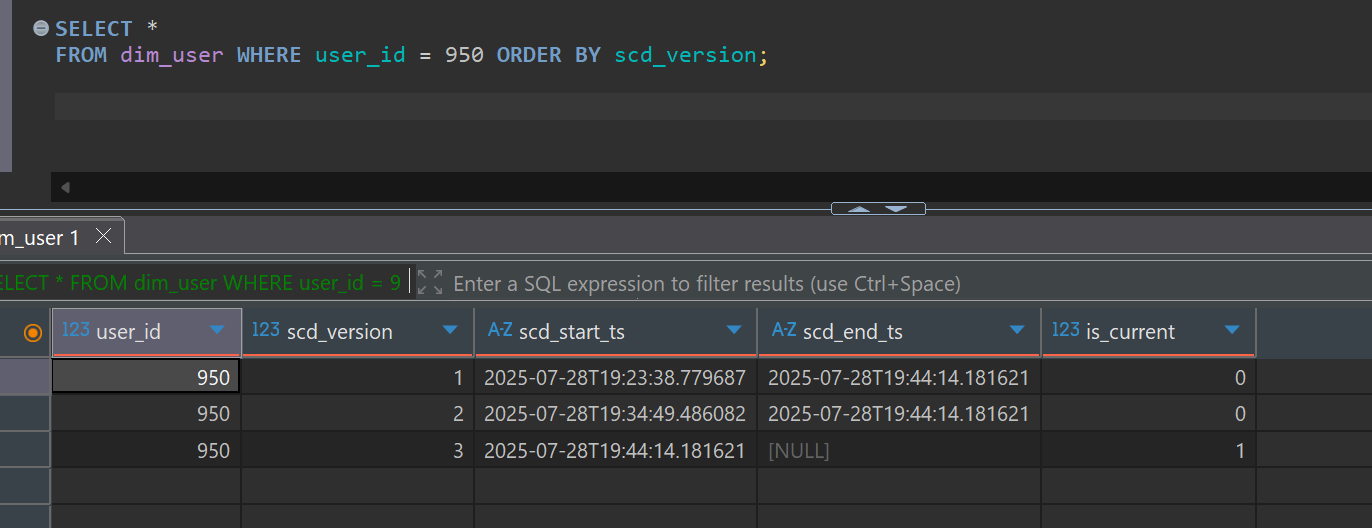 SELECT *
FROM dim_user WHERE user_id = 950 ORDER BY scd_version;
m_user 1
ELECT * FROM dim_user WHERE user_id = 9
Enter a SQL expression to filter results (use Ctrl+Space)
123 user_id 123 scd_version A-Z scd_start_ts A-Z scd_end_ts 123 is_current
950 1 2025-07-28T19:23:38.779687 2025-07-28T19:44:14.181621 0
950 2 2025-07-28T19:34:49.486082 2025-07-28T19:44:14.181621 0
950 3 2025-07-28T19:44:14.181621 [NULL] 1